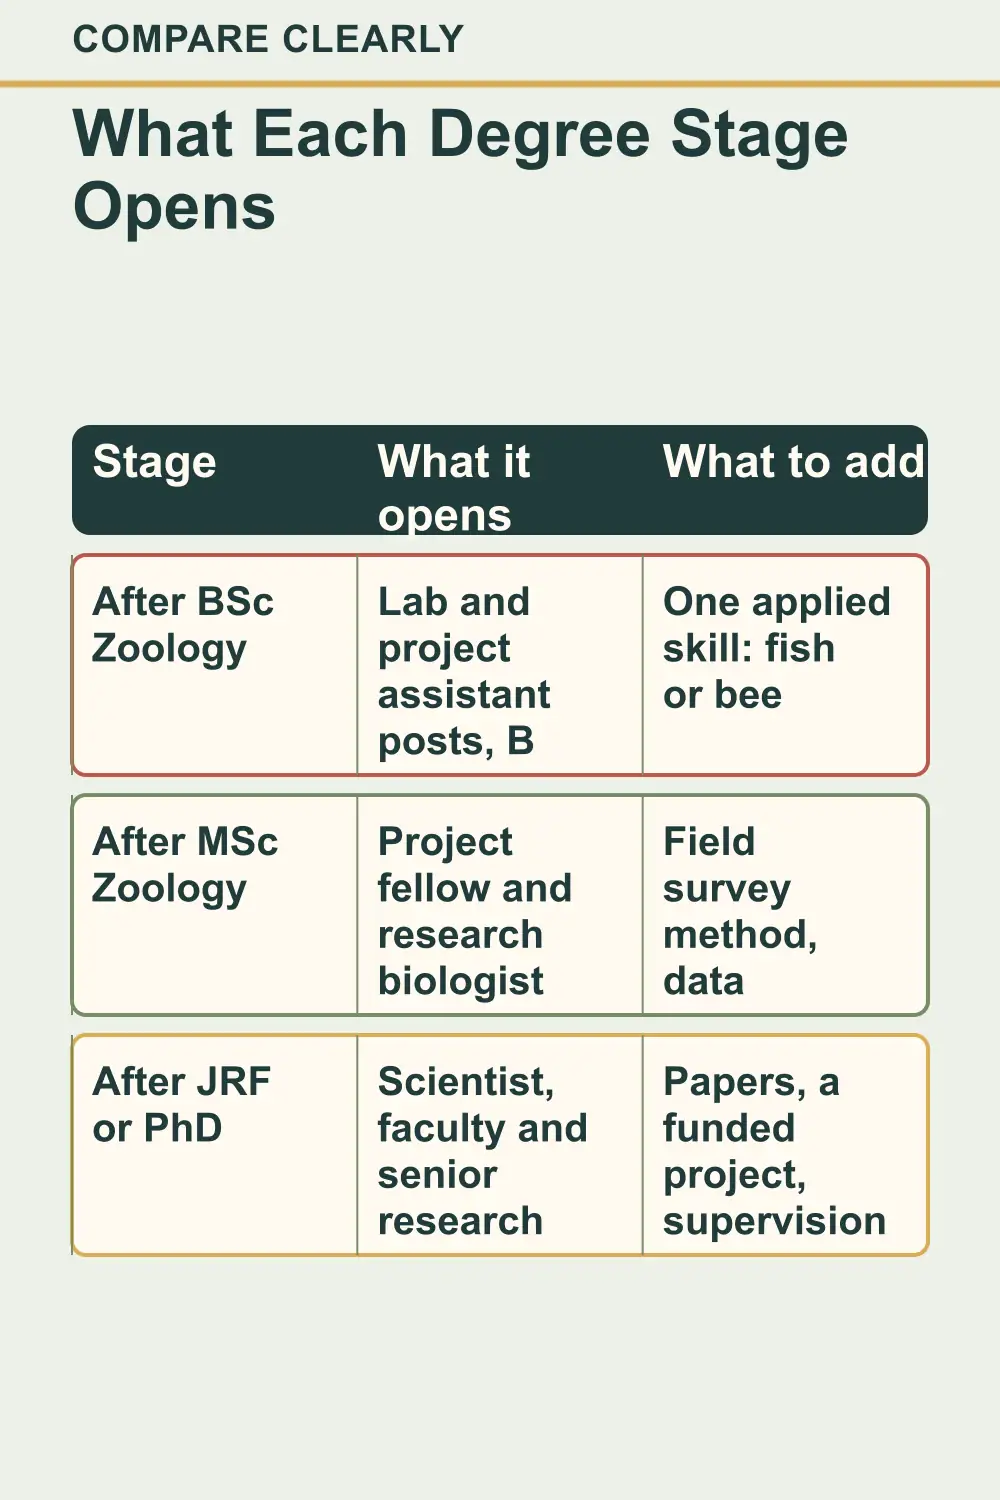 COMPARE CLEARLY
What Each Degree Stage
Opens
Stage
What it
opens
What to add
After BSc
Zoology
Lab and
project
assistant
posts, B
One applied
skill: fish
or bee
After MSc
Zoology
Project
fellow and
research
biologist
Field
survey
method,
data
After JRF
or PhD
Scientist,
faculty and
senior
research
Papers, a
funded
project,
supervision